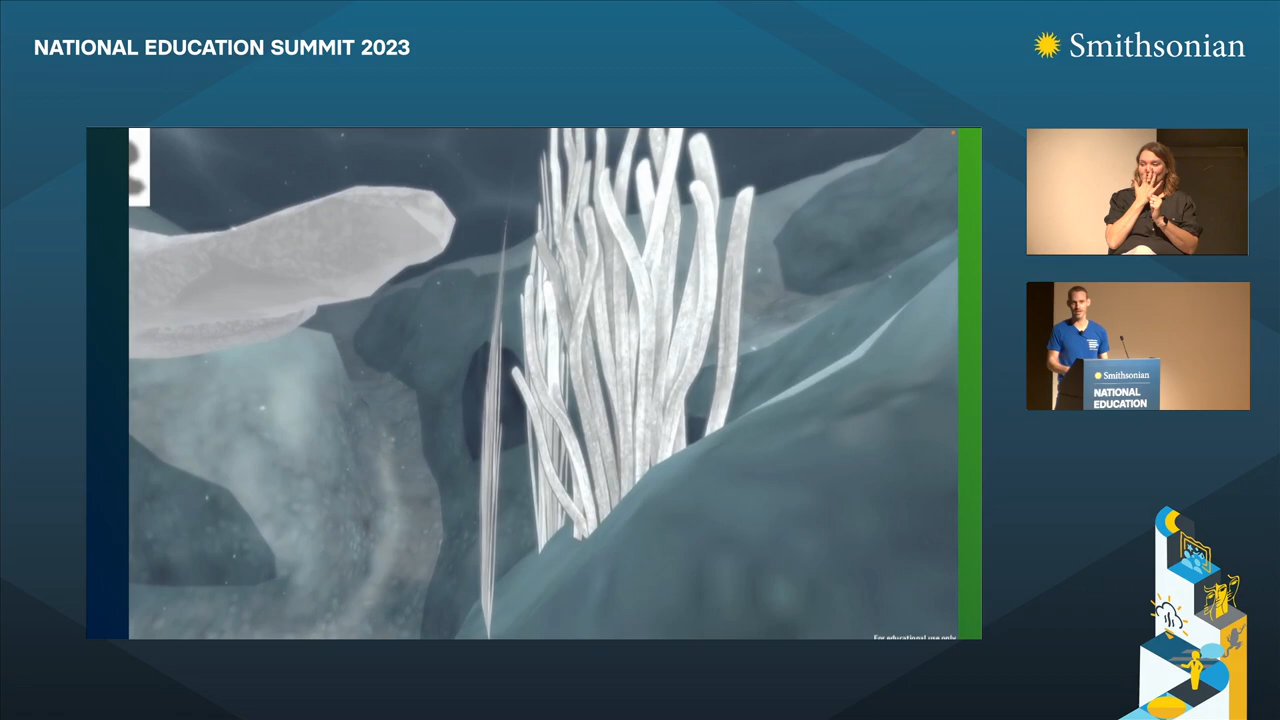 NATIONAL EDUCATION SUMMIT 2023
Smithsonian
For educational use only
Smithsonian
NATIONAL
EDUCATION